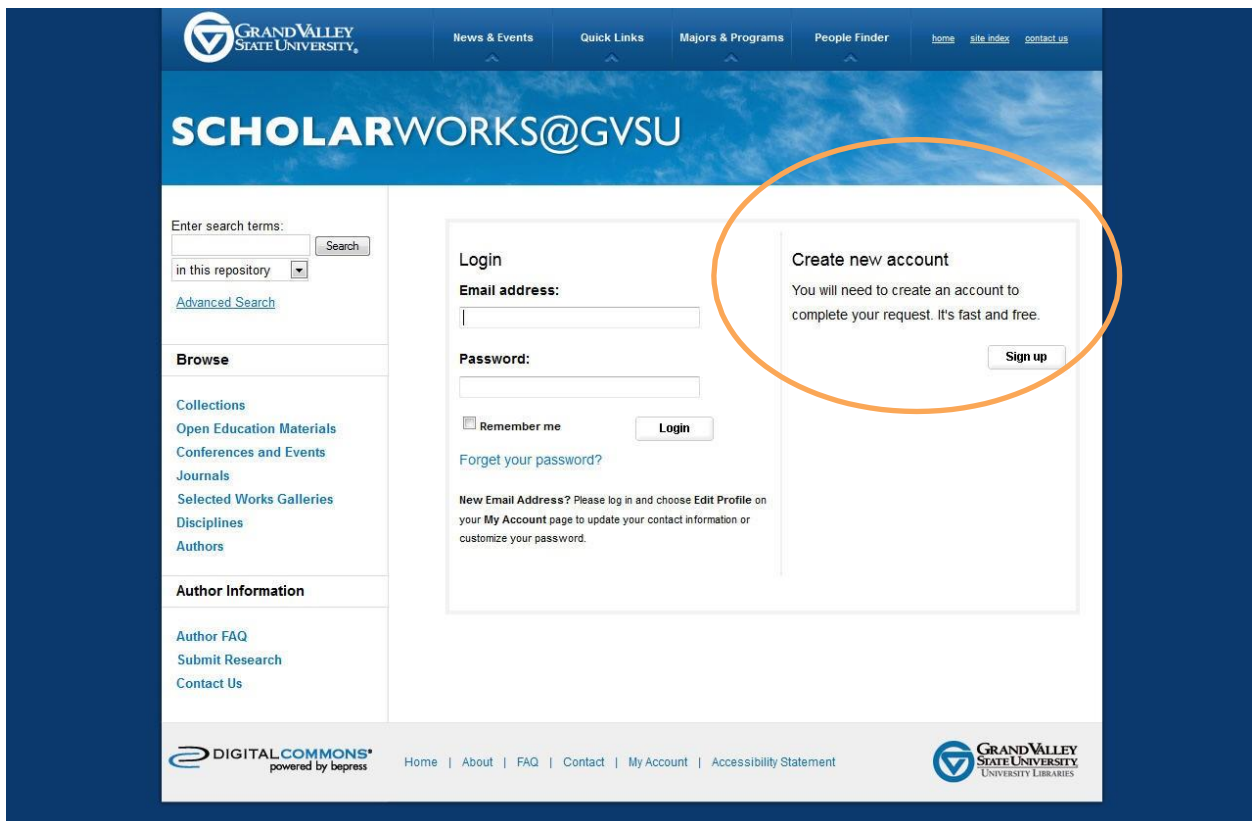 GRAND VALLEY
STATE UNIVERSITY®
News & Events
Quick Links
Majors & Programs
People Finder
home
site index
contact us
SCHOLARWORKS@GVSU
Enter search terms:
Search
in this repository
Advanced Search
Browse
Collections
Open Education Materials
Conferences and Events
Journals
Selected Works Galleries
Disciplines
Authors
Author Information
Author FAQ
Submit Research
Contact Us
Login
Email address:
Password:
Remember me
Login
Forget your password?
New Email Address? Please log in and choose Edit Profile on
your My Account page to update your contact information or
customize your password.
Create new account
You will need to create an account to
complete your request. It's fast and free.
Sign up
DIGITALCOMMONS®
powered by bepress
Home | About | FAQ | Contact | My Account | Accessibility Statement
GRAND VALLEY
STATE UNIVERSITY
UNIVERSITY LIBRARIES